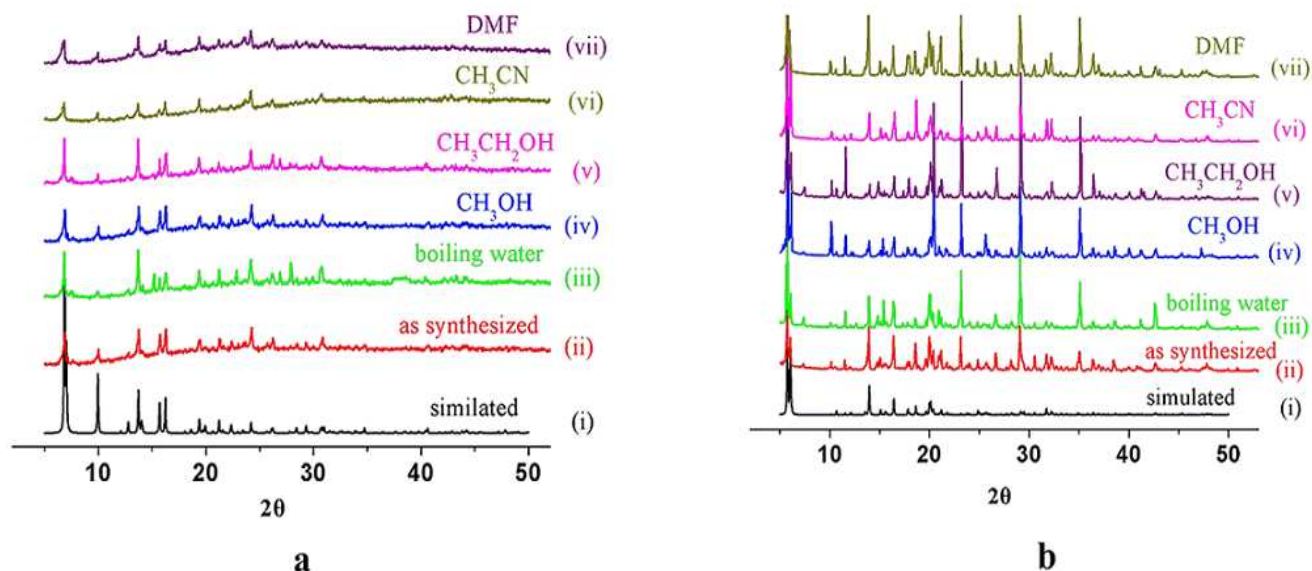 DMF
(vii)
CH₃CN
(vi)
CH₃CH₂OH
(v)
CH₃OH
(iv)
boiling water
(iii)
as synthesized
(ii)
similated
(i)
10 20 30 40 50
2θ
a
DMF
(vii)
CH₃CN
(vi)
CH₃CH₂OH
(v)
CH₃OH
(iv)
boiling water
(iii)
as synthesized
(ii)
simulated
(i)
10 20 30 40 50
2θ
b